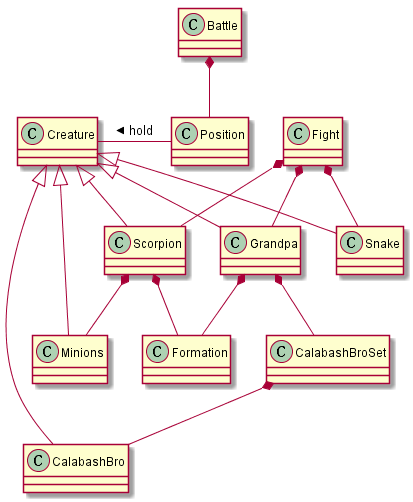 C Battle
C Creature
◄ hold
C Position
C Fight
C Scorpion
C Grandpa
C Snake
C Minions
C Formation
C CalabashBroSet
C CalabashBro